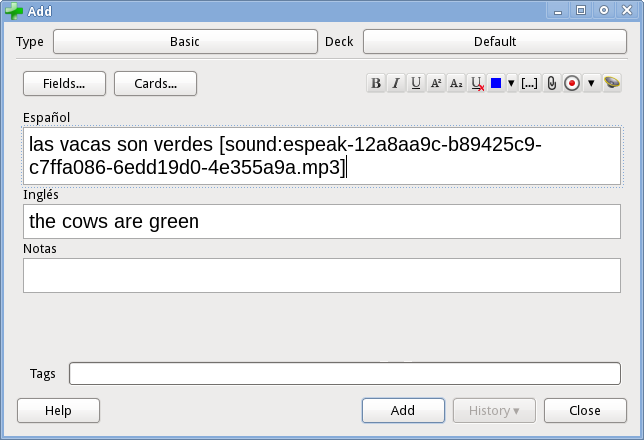 Add
Type Basic Deck Default
Fields... Cards... B I U A² A₂ U [...]
Español
las vacas son verdes [sound:espeak-12a8aa9c-b89425c9-
c7ffa086-6edd19d0-4e355a9a.mp3]
Inglés
the cows are green
Notas
Tags
Help Add History ▾ Close